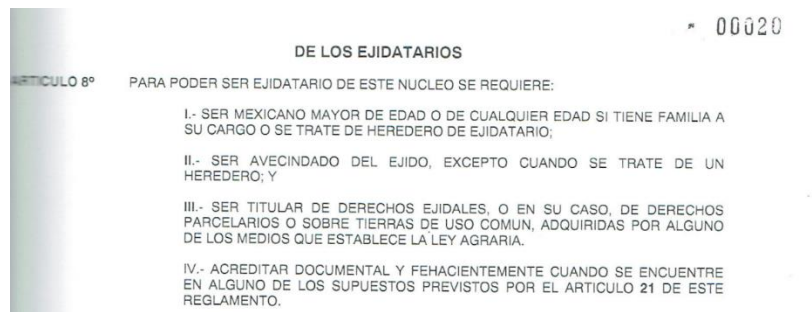 00020
DE LOS EJIDATARIOS
ARTICULO 8º PARA PODER SER EJIDATARIO DE ESTE NUCLEO SE REQUIERE:
I.- SER MEXICANO MAYOR DE EDAD O DE CUALQUIER EDAD SI TIENE FAMILIA A
SU CARGO O SE TRATE DE HEREDERO DE EJIDATARIO;
II.- SER AVECINDADO DEL EJIDO, EXCEPTO CUANDO SE TRATE DE UN
HEREDERO; Y
III.- SER TITULAR DE DERECHOS EJIDALES, O EN SU CASO, DE DERECHOS
PARCELARIOS O SOBRE TIERRAS DE USO COMUN, ADQUIRIDAS POR ALGUNO
DE LOS MEDIOS QUE ESTABLECE LA LEY AGRARIA.
IV.- ACREDITAR DOCUMENTAL Y FEHACIENTEMENTE CUANDO SE ENCUENTRE
EN ALGUNO DE LOS SUPUESTOS PREVISTOS POR EL ARTICULO 21 DE ESTE
REGLAMENTO.